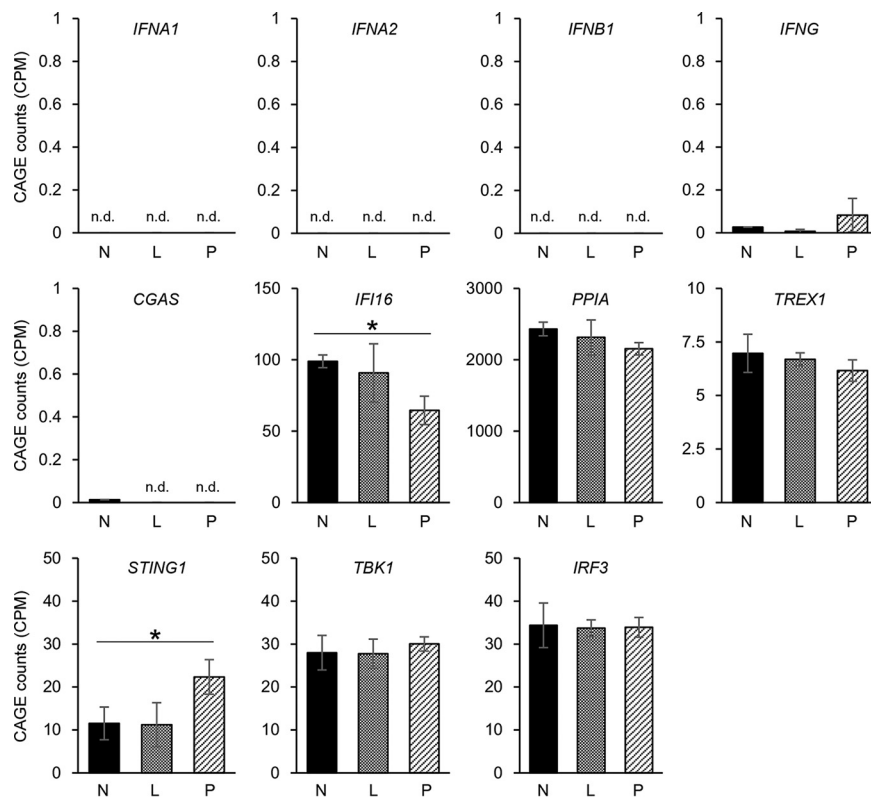 IFNA1
CAGE counts (CPM)
1
0.8
0.6
0.4
0.2
0
n.d. n.d. n.d.
N L P
IFNA2
1
0.8
0.6
0.4
0.2
0
n.d. n.d. n.d.
N L P
IFNB1
1
0.8
0.6
0.4
0.2
0
n.d. n.d. n.d.
N L P
IFNG
1
0.8
0.6
0.4
0.2
0
N L P
CGAS
CAGE counts (CPM)
1
0.8
0.6
0.4
0.2
0
n.d. n.d.
N L P
IFI16
150
100
50
0
*
N L P
PPIA
3000
2000
1000
0
N L P
TREX1
10
7.5
5
2.5
0
N L P
STING1
CAGE counts (CPM)
50
40
30
20
10
0
*
N L P
TBK1
50
40
30
20
10
0
N L P
IRF3
50
40
30
20
10
0
N L P